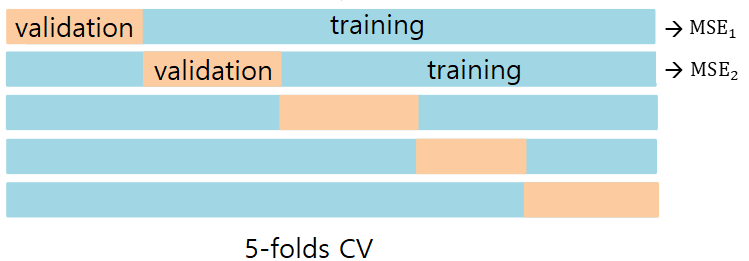 validation training → MSE₁
validation training → MSE₂
5-folds CV